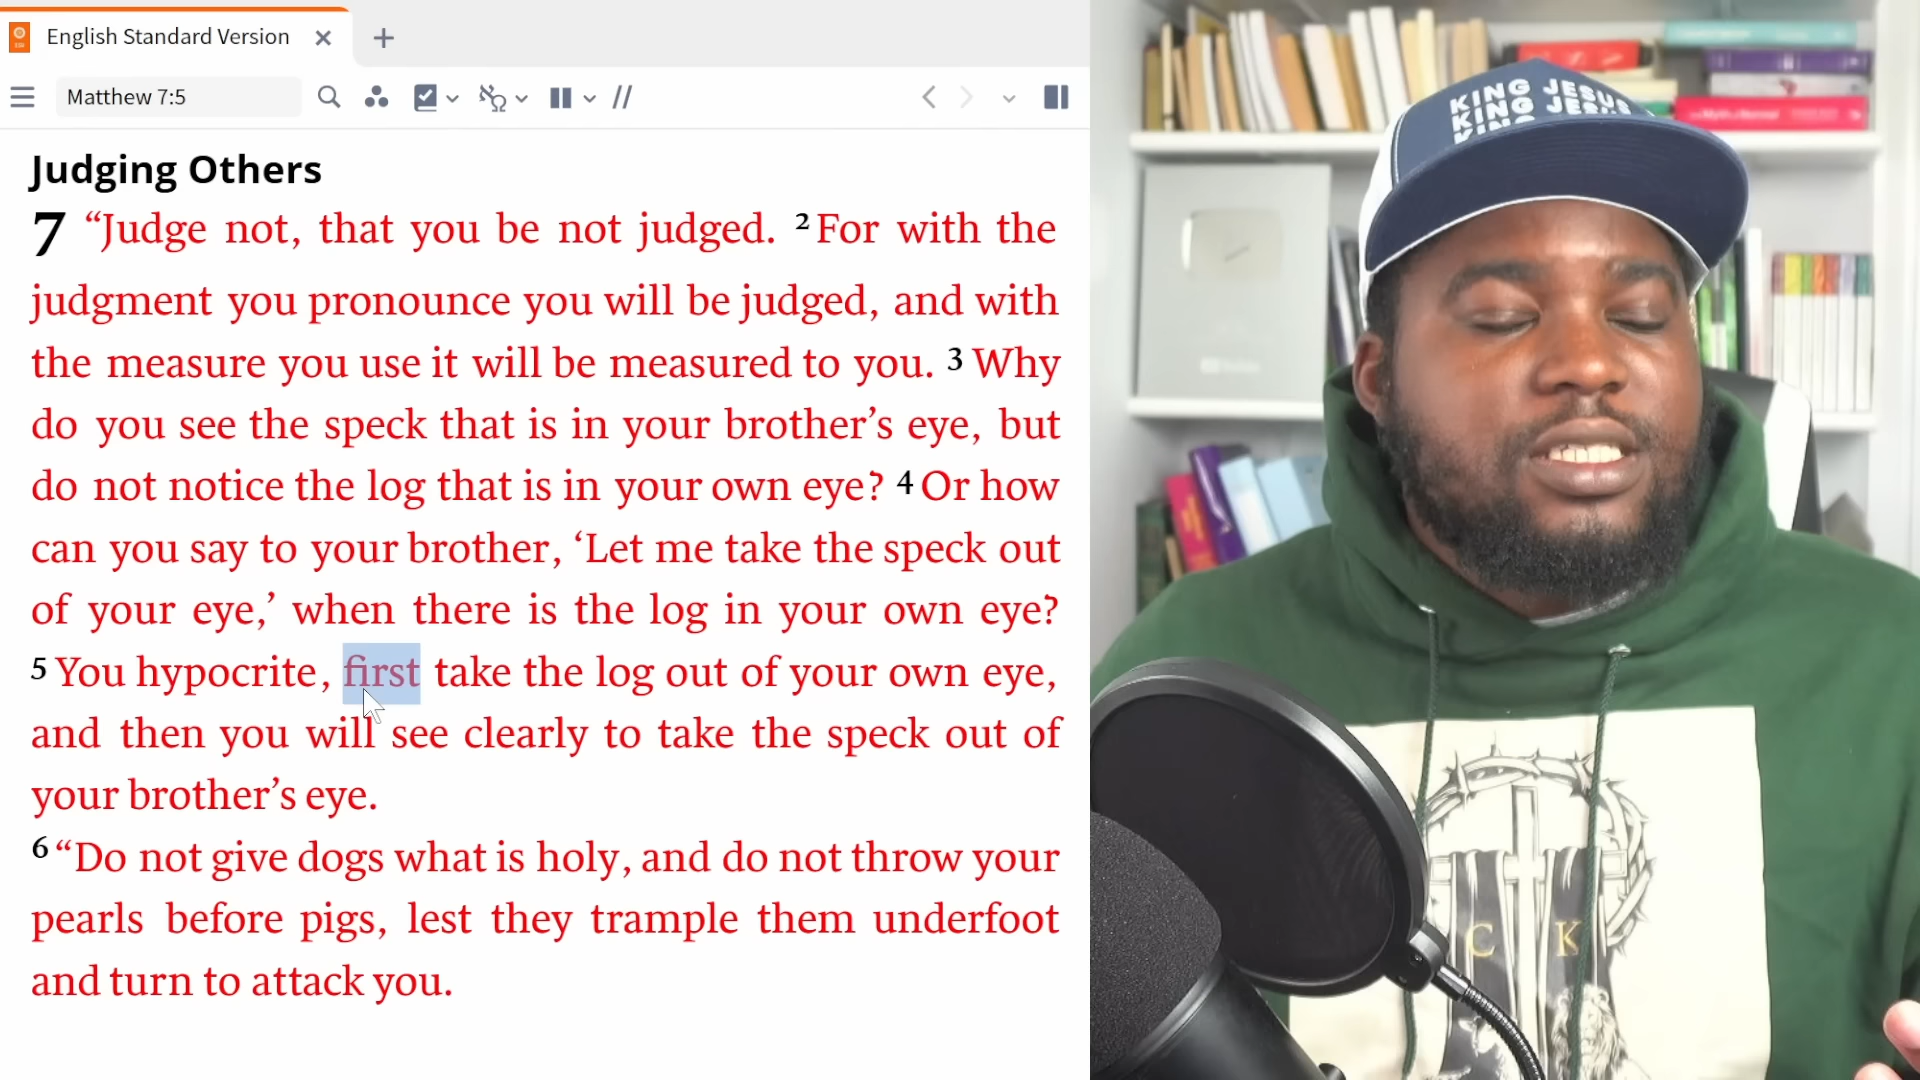 English Standard Version
Matthew 7:5
Judging Others
7 “Judge not, that you be not judged. 2 For with the
judgment you pronounce you will be judged, and with
the measure you use it will be measured to you. 3 Why
do you see the speck that is in your brother’s eye, but
do not notice the log that is in your own eye? 4 Or how
can you say to your brother, ‘Let me take the speck out
of your eye,’ when there is the log in your own eye?
5 You hypocrite, first take the log out of your own eye,
and then you will see clearly to take the speck out of
your brother’s eye.
6 “Do not give dogs what is holy, and do not throw your
pearls before pigs, lest they trample them underfoot
and turn to attack you.
KING JESUS
KING JESUS
KING JESUS
C K